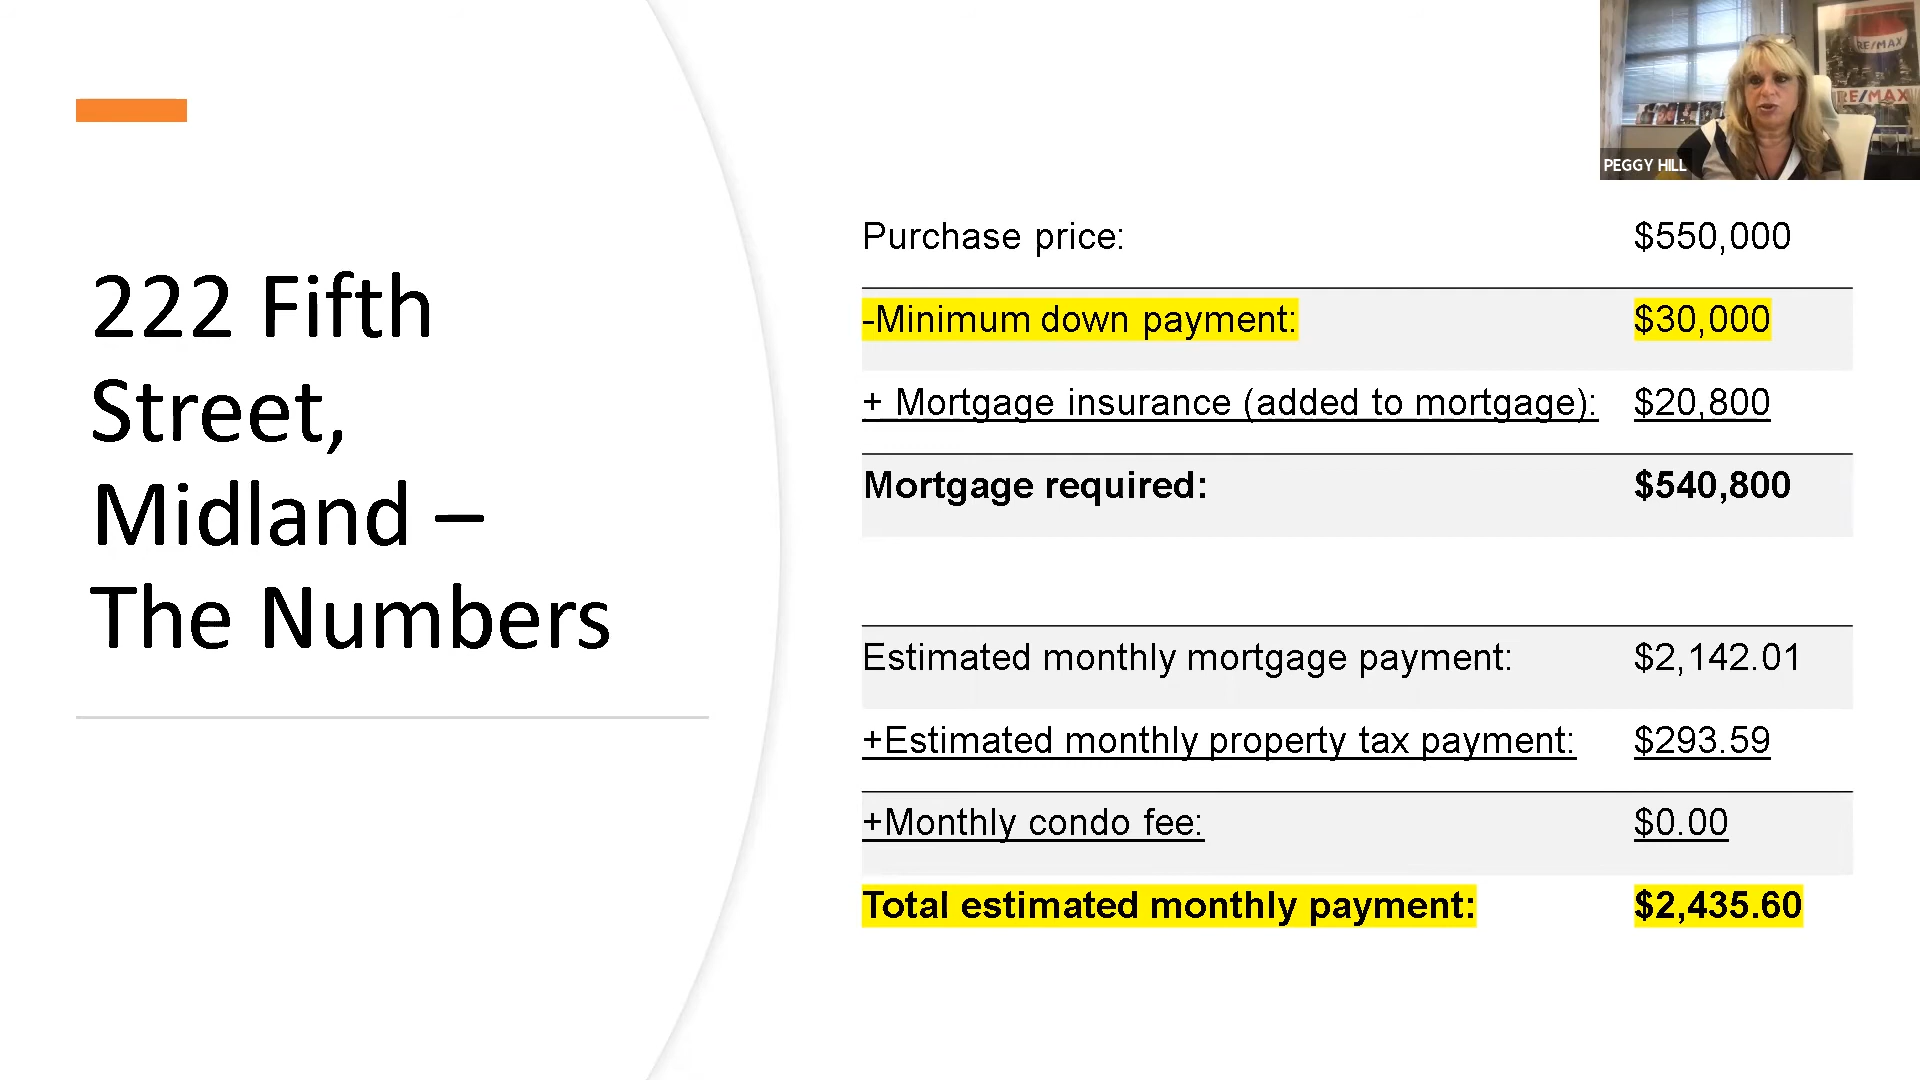 RE/MAX
RE/MAX
PEGGY HILL
222 Fifth
Street,
Midland –
The Numbers
Purchase price: $550,000
-Minimum down payment: $30,000
+ Mortgage insurance (added to mortgage): $20,800
Mortgage required: $540,800
Estimated monthly mortgage payment: $2,142.01
+Estimated monthly property tax payment: $293.59
+Monthly condo fee: $0.00
Total estimated monthly payment: $2,435.60